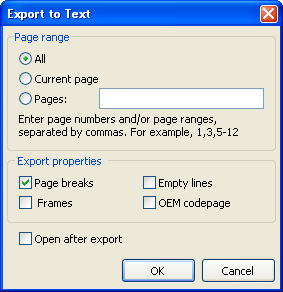 Export to Text
Page range
All
Current page
Pages:
Enter page numbers and/or page ranges,
separated by commas. For example, 1,3,5-12
Export properties
Page breaks
Empty lines
Frames
OEM codepage
Open after export
OK
Cancel